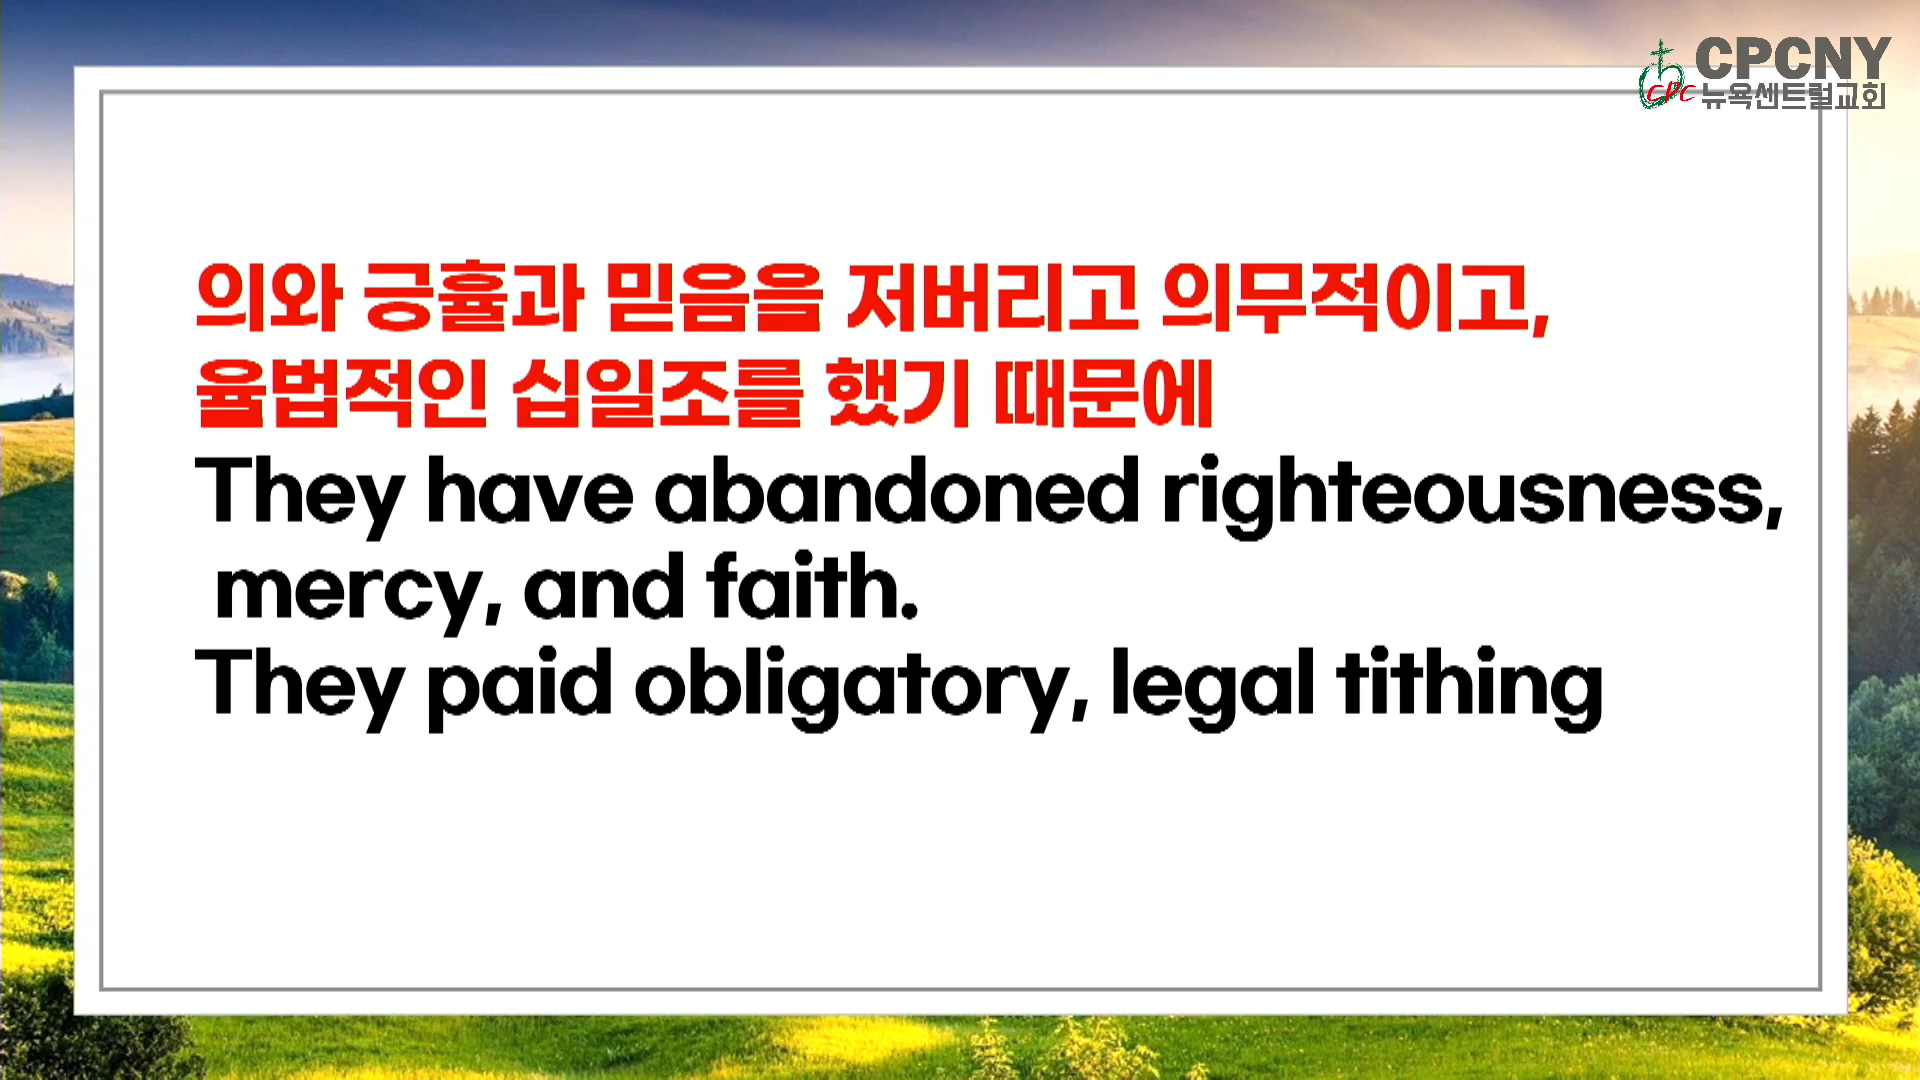 CPCNY
CPC 뉴욕센트럴교회
의와 긍휼과 믿음을 저버리고 의무적이고,
율법적인 십일조를 했기 때문에
They have abandoned righteousness,
mercy, and faith.
They paid obligatory, legal tithing